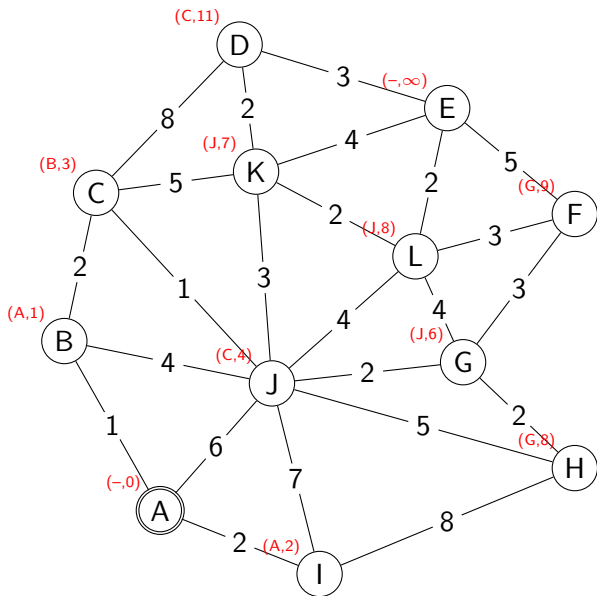 (C,11)
D
3
(–,∞)
E
8
2
(J,7)
K
4
5
(B,3)
C
5
2
2
(G,9)
F
(J,8)
L
3
2
1
3
4
4
3
(A,1)
B
4
(C,4)
J
2
(J,6)
G
1
6
7
5
2
(G,8)
H
(–,0)
A
2
(A,2)
I
8